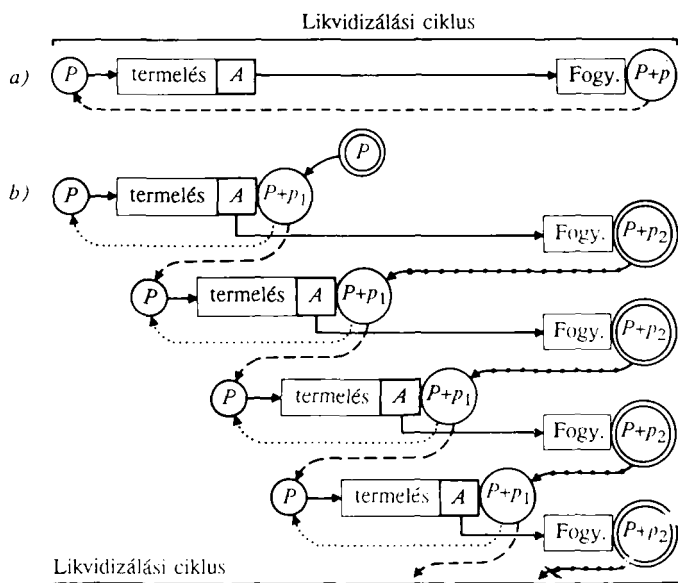 Likvidizálási ciklus
a) P termelés A Fogy. P+p
P
b) P termelés A P+p₁
Fogy. P+p₂
P termelés A P+p₁
Fogy. P+p₂
P termelés A P+p₁
Fogy. P+p₂
P termelés A P+p₁
Fogy. P+p₂
Likvidizálási ciklus